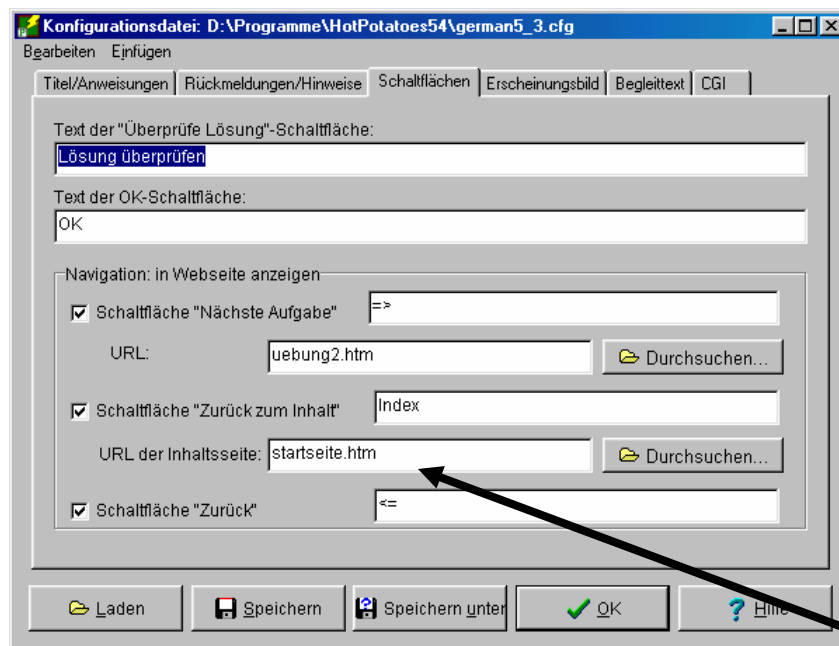 Konfigurationsdatei: D:\Programme\HotPotatoes54\german5_3.cfg
Bearbeiten Einfügen
Titel/Anweisungen Rückmeldungen/Hinweise Schaltflächen Erscheinungsbild Begleittext CGI
Text der "Überprüfe Lösung"-Schaltfläche:
Lösung überprüfen
Text der OK-Schaltfläche:
OK
Navigation: in Webseite anzeigen
Schaltfläche "Nächste Aufgabe" =>
URL: uebung2.htm Durchsuchen...
Schaltfläche "Zurück zum Inhalt" Index
URL der Inhaltsseite: startseite.htm Durchsuchen...
Schaltfläche "Zurück" <=
Laden Speichern Speichern unter OK Hilfe